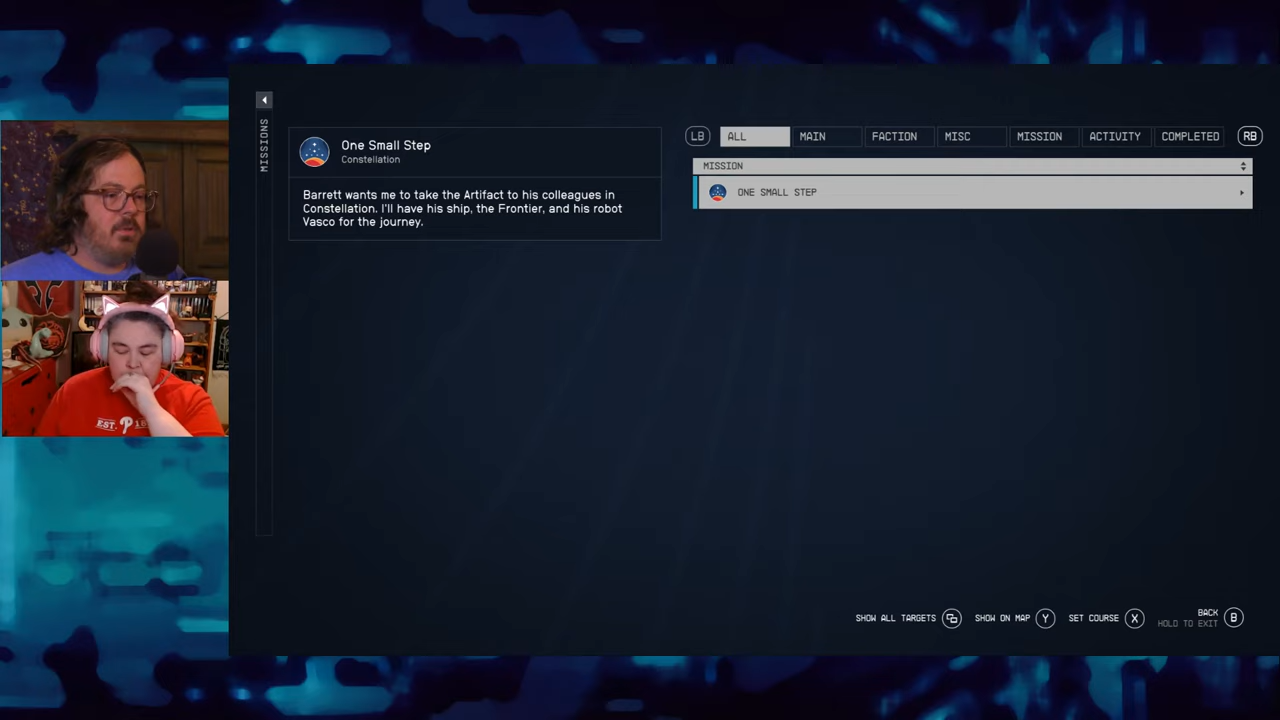 MISSIONS
One Small Step
Constellation
Barrett wants me to take the Artifact to his colleagues in
Constellation. I'll have his ship, the Frontier, and his robot
Vasco for the journey.
LB ALL MAIN FACTION MISC MISSION ACTIVITY COMPLETED RB
MISSION
ONE SMALL STEP
EST. P
SHOW ALL TARGETS SHOW ON MAP Y SET COURSE X BACK B
HOLD TO EXIT